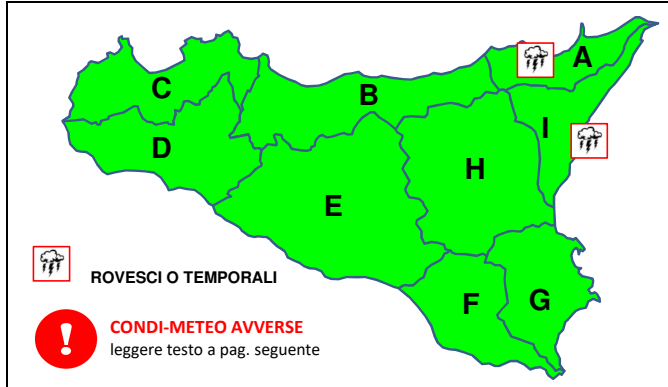 A
C
B
I
D
H
E
ROVESCI O TEMPORALI
F
G
!
CONDI-METEO AVVERSE
leggere testo a pag. seguente